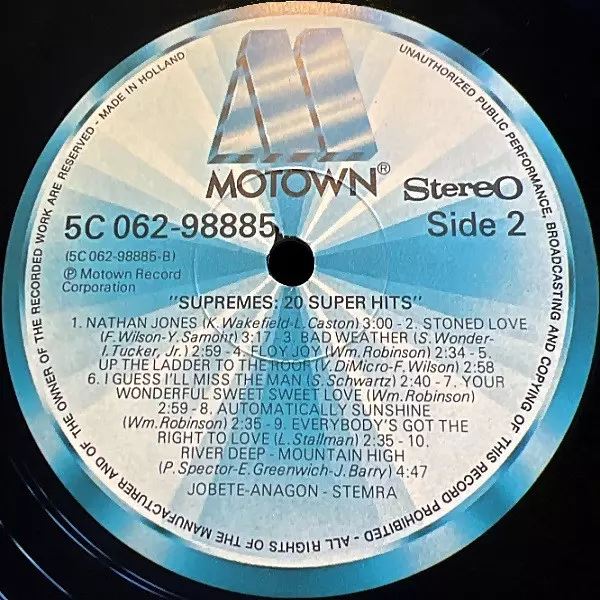 UNAUTHORIZED PUBLIC PERFORMANCE, BROADCASTING AND COPYING OF THIS RECORD PROHIBITED - ALL RIGHTS OF THE MANUFACTURER AND OF THE OWNER OF THE RECORDED WORK ARE RESERVED - MADE IN HOLLAND
M
MOTOWN®
Stereo
5C 062-98885
Side 2
(5C 062-98885-B)
℗ Motown Record
Corporation
"SUPREMES: 20 SUPER HITS"
1. NATHAN JONES (K. Wakefield-L. Caston) 3:00 - 2. STONED LOVE
(F. Wilson-Y. Samoht) 3:17 - 3. BAD WEATHER (S. Wonder-
I. Tucker, Jr.) 2:59 - 4. FLOY JOY (Wm. Robinson) 2:34 - 5.
UP THE LADDER TO THE ROOF (V. DiMicro-F. Wilson) 2:58
6. I GUESS I'LL MISS THE MAN (S. Schwartz) 2:40 - 7. YOUR
WONDERFUL SWEET SWEET LOVE (Wm. Robinson)
2:59 - 8. AUTOMATICALLY SUNSHINE
(Wm. Robinson) 2:35 - 9. EVERYBODY'S GOT THE
RIGHT TO LOVE (L. Stallman) 2:35 - 10.
RIVER DEEP - MOUNTAIN HIGH
(P. Spector-E. Greenwich-J. Barry) 4:47
JOBETE-ANAGON - STEMRA